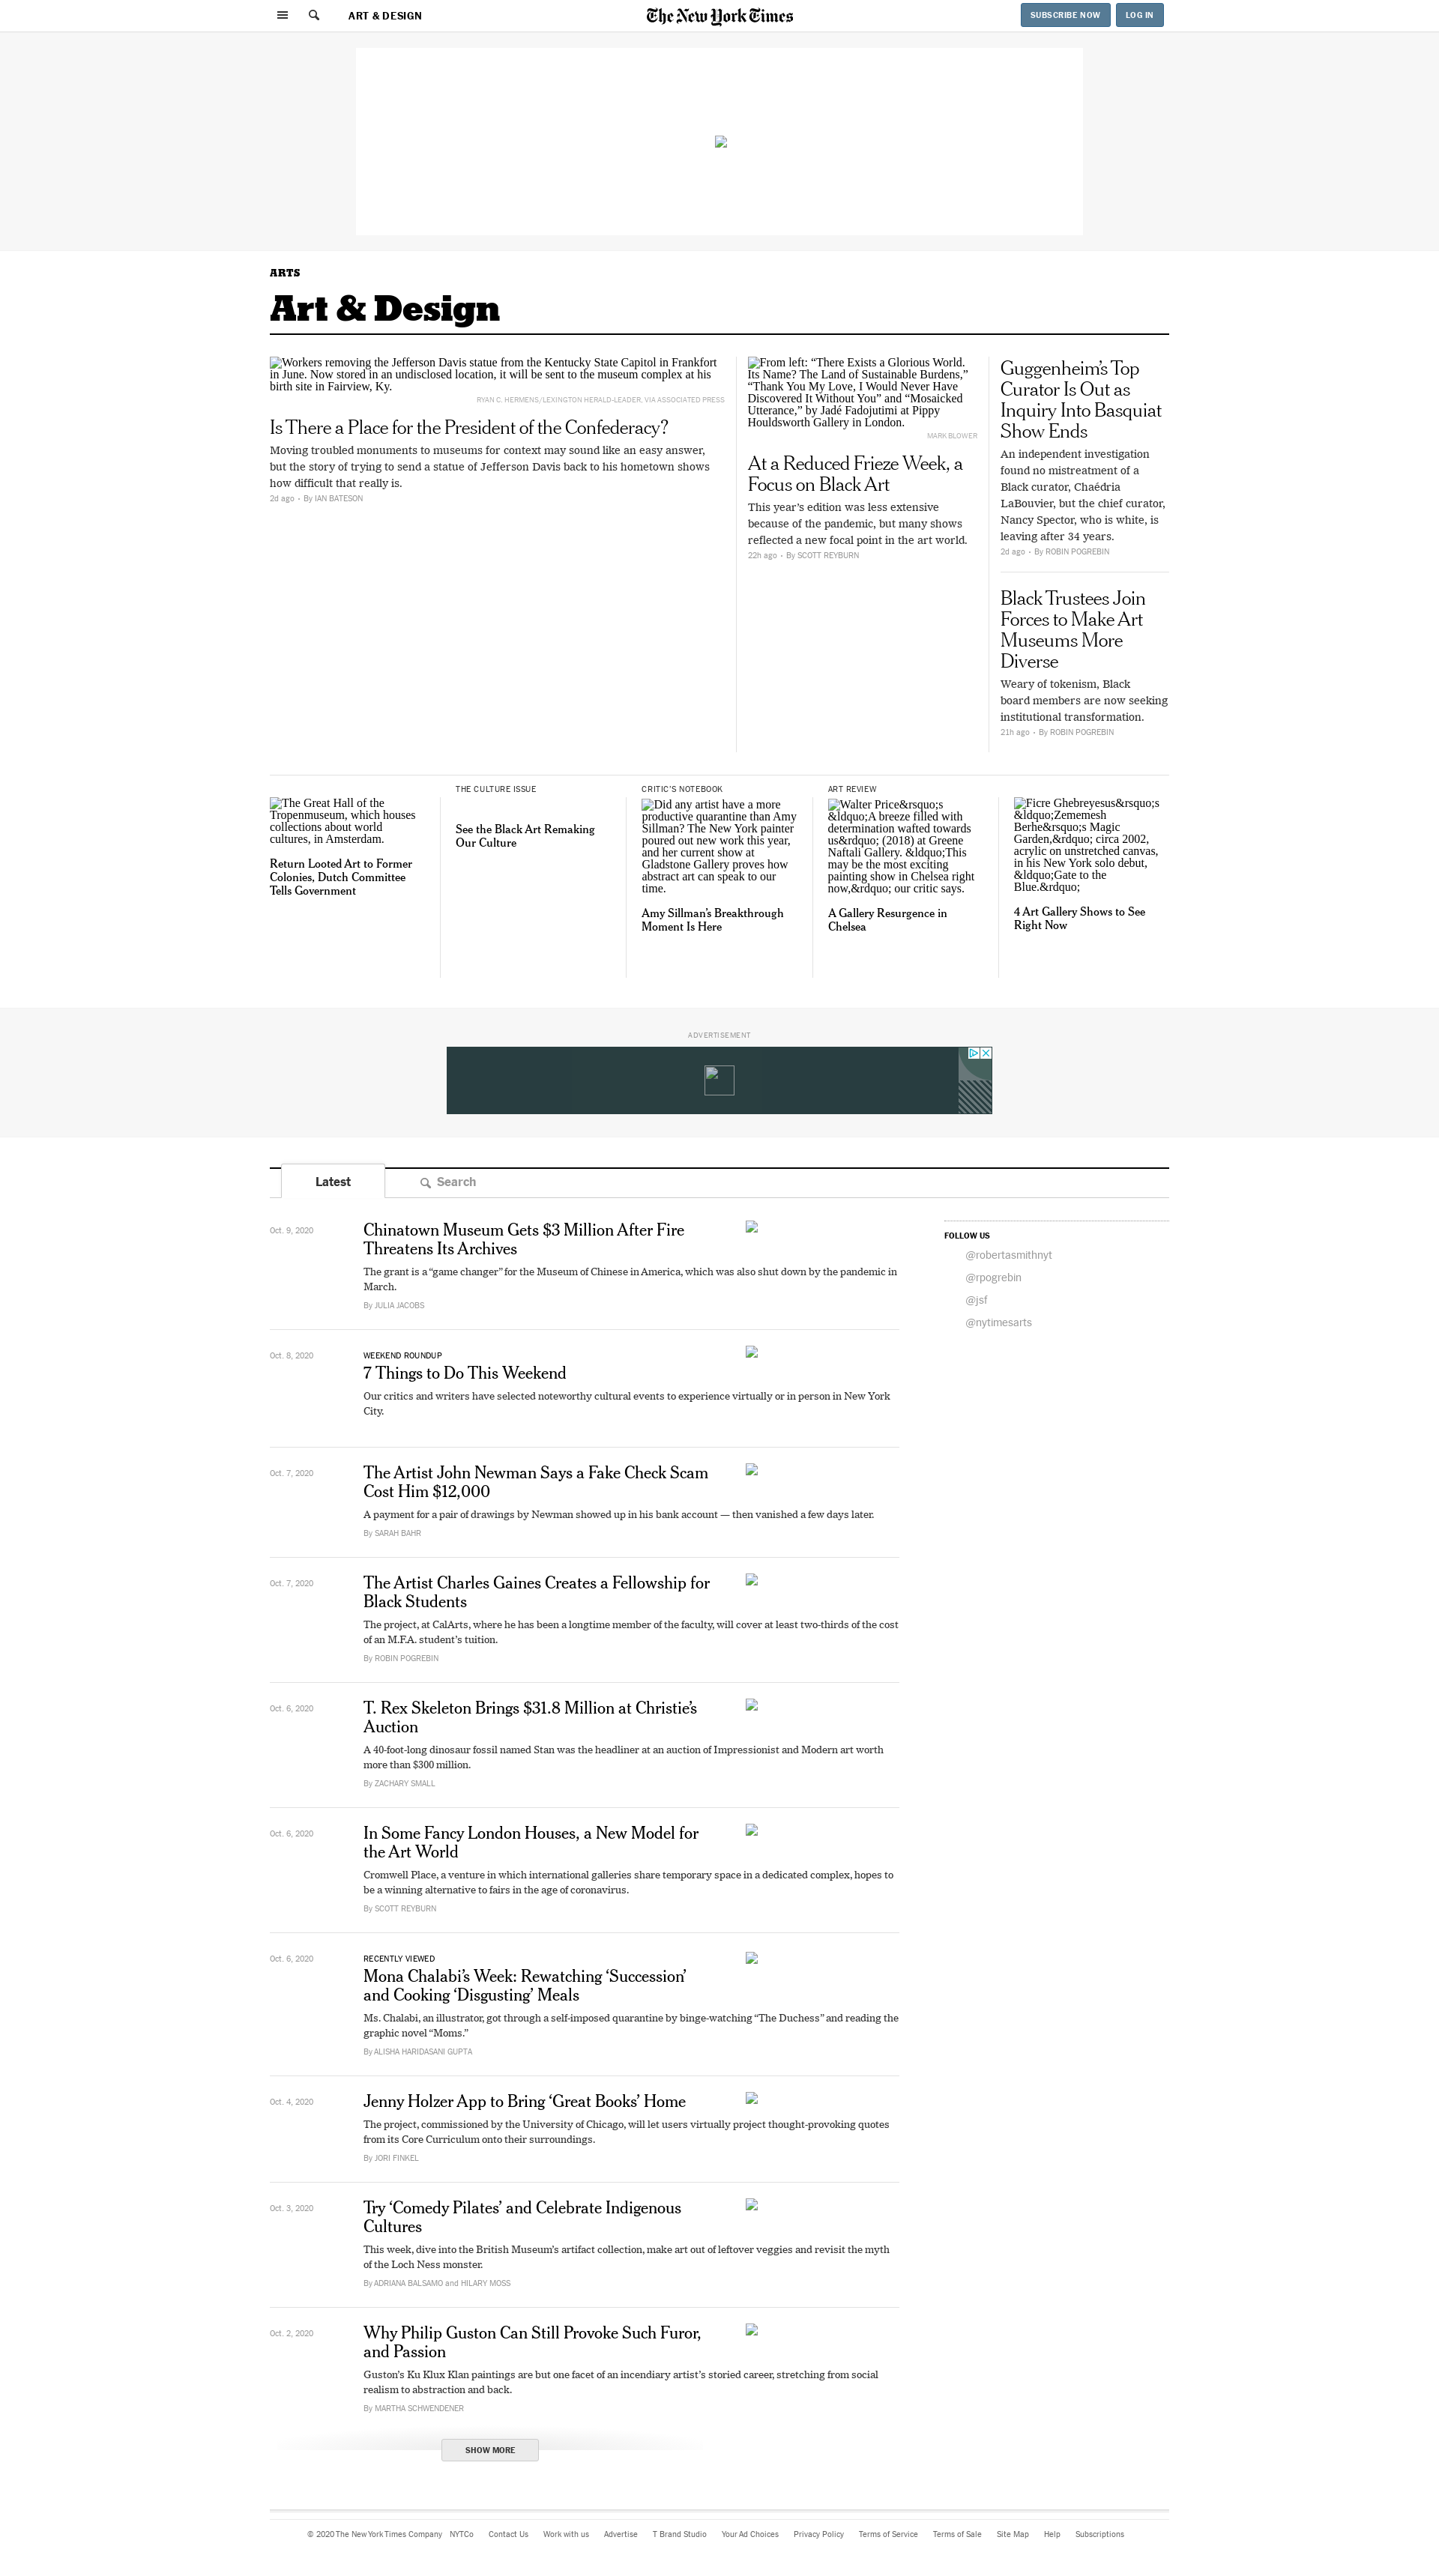 ART & DESIGN
The New York Times
SUBSCRIBE NOW
LOG IN
ARTS
Art & Design
Workers removing the Jefferson Davis statue from the Kentucky State Capitol in Frankfort
in June. Now stored in an undisclosed location, it will be sent to the museum complex at his
birth site in Fairview, Ky.
RYAN C. HERMENS/LEXINGTON HERALD-LEADER. VIA ASSOCIATED PRESS
Is There a Place for the President of the Confederacy?
Moving troubled monuments to museums for context may sound like an easy answer,
but the story of trying to send a statue of Jefferson Davis back to his hometown shows
how difficult that really is.
2d ago • By IAN BATESON
From left: “There Exists a Glorious World.
Its Name? The Land of Sustainable Burdens,”
“Thank You My Love, I Would Never Have
Discovered It Without You” and “Mosaicked
Utterance,” by Jadé Fadojutimi at Pippy
Houldsworth Gallery in London.
MARK BLOWER
At a Reduced Frieze Week, a
Focus on Black Art
This year’s edition was less extensive
because of the pandemic, but many shows
reflected a new focal point in the art world.
22h ago • By SCOTT REYBURN
Guggenheim’s Top
Curator Is Out as
Inquiry Into Basquiat
Show Ends
An independent investigation
found no mistreatment of a
Black curator, Chaédria
LaBouvier, but the chief curator,
Nancy Spector, who is white, is
leaving after 34 years.
2d ago • By ROBIN POGREBIN
Black Trustees Join
Forces to Make Art
Museums More
Diverse
Weary of tokenism, Black
board members are now seeking
institutional transformation.
21h ago • By ROBIN POGREBIN
The Great Hall of the
Tropenmuseum, which houses
collections about world
cultures, in Amsterdam.
Return Looted Art to Former
Colonies, Dutch Committee
Tells Government
THE CULTURE ISSUE
See the Black Art Remaking
Our Culture
CRITIC’S NOTEBOOK
Did any artist have a more
productive quarantine than Amy
Sillman? The New York painter
poured out new work this year,
and her current show at
Gladstone Gallery proves how
abstract art can speak to our
time.
Amy Sillman’s Breakthrough
Moment Is Here
ART REVIEW
Walter Price&rsquo;s
&ldquo;A breeze filled with
determination wafted towards
us&rdquo; (2018) at Greene
Naftali Gallery. &ldquo;This
may be the most exciting
painting show in Chelsea right
now,&rdquo; our critic says.
A Gallery Resurgence in
Chelsea
Ficre Ghebreyesus&rsquo;s
&ldquo;Zememesh
Berhe&rsquo;s Magic
Garden,&rdquo; circa 2002,
acrylic on unstretched canvas,
in his New York solo debut,
&ldquo;Gate to the
Blue.&rdquo;
4 Art Gallery Shows to See
Right Now
ADVERTISEMENT
Latest
Search
Oct. 9, 2020
Chinatown Museum Gets $3 Million After Fire
Threatens Its Archives
The grant is a “game changer” for the Museum of Chinese in America, which was also shut down by the pandemic in
March.
By JULIA JACOBS
FOLLOW US
@robertasmithnyt
@rpogrebin
@jsf
@nytimesarts
Oct. 8, 2020
WEEKEND ROUNDUP
7 Things to Do This Weekend
Our critics and writers have selected noteworthy cultural events to experience virtually or in person in New York
City.
Oct. 7, 2020
The Artist John Newman Says a Fake Check Scam
Cost Him $12,000
A payment for a pair of drawings by Newman showed up in his bank account — then vanished a few days later.
By SARAH BAHR
Oct. 7, 2020
The Artist Charles Gaines Creates a Fellowship for
Black Students
The project, at CalArts, where he has been a longtime member of the faculty, will cover at least two-thirds of the cost
of an M.F.A. student’s tuition.
By ROBIN POGREBIN
Oct. 6, 2020
T. Rex Skeleton Brings $31.8 Million at Christie’s
Auction
A 40-foot-long dinosaur fossil named Stan was the headliner at an auction of Impressionist and Modern art worth
more than $300 million.
By ZACHARY SMALL
Oct. 6, 2020
In Some Fancy London Houses, a New Model for
the Art World
Cromwell Place, a venture in which international galleries share temporary space in a dedicated complex, hopes to
be a winning alternative to fairs in the age of coronavirus.
By SCOTT REYBURN
Oct. 6, 2020
RECENTLY VIEWED
Mona Chalabi’s Week: Rewatching ‘Succession’
and Cooking ‘Disgusting’ Meals
Ms. Chalabi, an illustrator, got through a self-imposed quarantine by binge-watching “The Duchess” and reading the
graphic novel “Moms.”
By ALISHA HARIDASANI GUPTA
Oct. 4, 2020
Jenny Holzer App to Bring ‘Great Books’ Home
The project, commissioned by the University of Chicago, will let users virtually project thought-provoking quotes
from its Core Curriculum onto their surroundings.
By JORI FINKEL
Oct. 3, 2020
Try ‘Comedy Pilates’ and Celebrate Indigenous
Cultures
This week, dive into the British Museum’s artifact collection, make art out of leftover veggies and revisit the myth
of the Loch Ness monster.
By ADRIANA BALSAMO and HILARY MOSS
Oct. 2, 2020
Why Philip Guston Can Still Provoke Such Furor,
and Passion
Guston’s Ku Klux Klan paintings are but one facet of an incendiary artist’s storied career, stretching from social
realism to abstraction and back.
By MARTHA SCHWENDENER
SHOW MORE
© 2020 The New York Times Company NYTCo Contact Us Work with us Advertise T Brand Studio Your Ad Choices Privacy Policy Terms of Service Terms of Sale Site Map Help Subscriptions